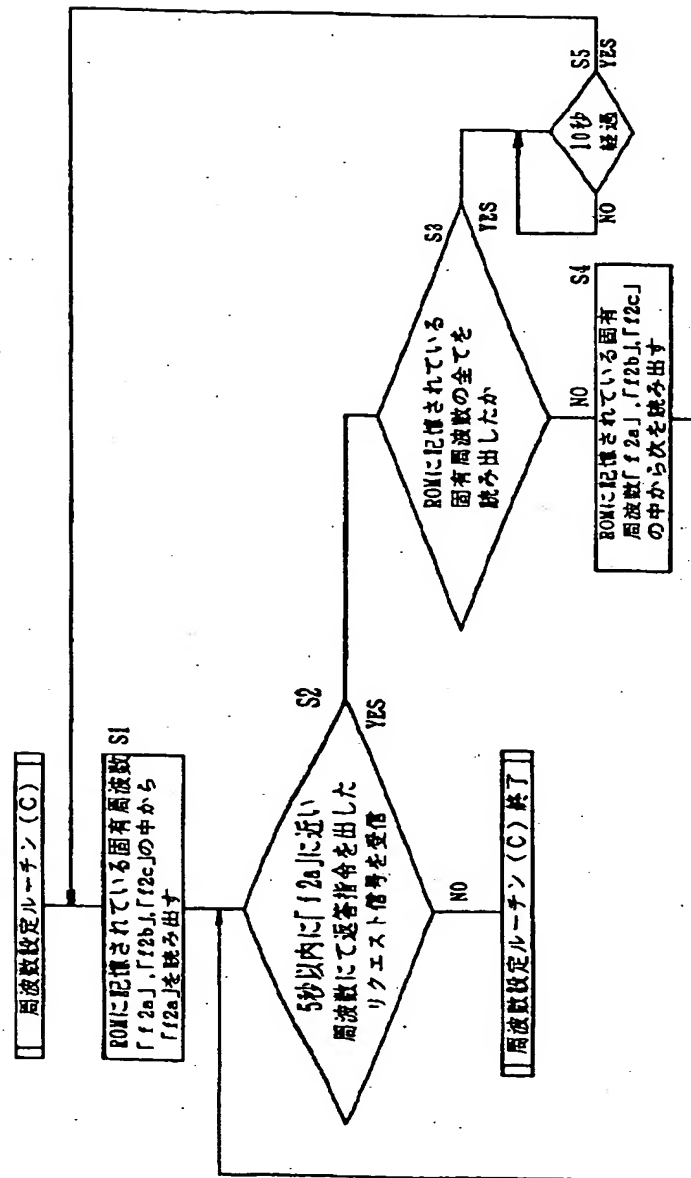 周波数設定ルーチン(C)
ROMに記憶されている固有周波数
「f2a」,「f2b」,「f2c」の中から
「f2a」を読み出す
S1
5秒以内に「f2a」に近い
周波数にて返答指令を出した
リクエスト信号を受信
S2
YES
NO
周波数設定ルーチン(C)終了
ROMに記憶されている
固有周波数の全てを
読み出したか
S3
YES
NO
S4
ROMに記憶されている固有
周波数「f2a」,「f2b」,「f2c」
の中から次を読み出す
10秒
経過
S5
YES
NO